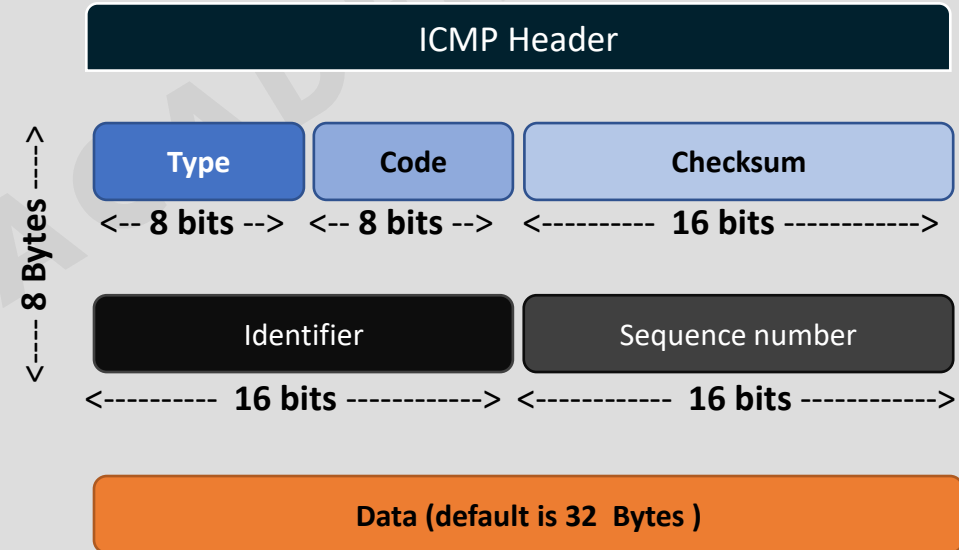 ICMP Header
Type Code Checksum
<-- 8 bits --> <-- 8 bits --> <---------- 16 bits ------------>
<----- 8 Bytes ----->
Identifier Sequence number
<---------- 16 bits ------------> <------------ 16 bits ------------>
Data (default is 32 Bytes )